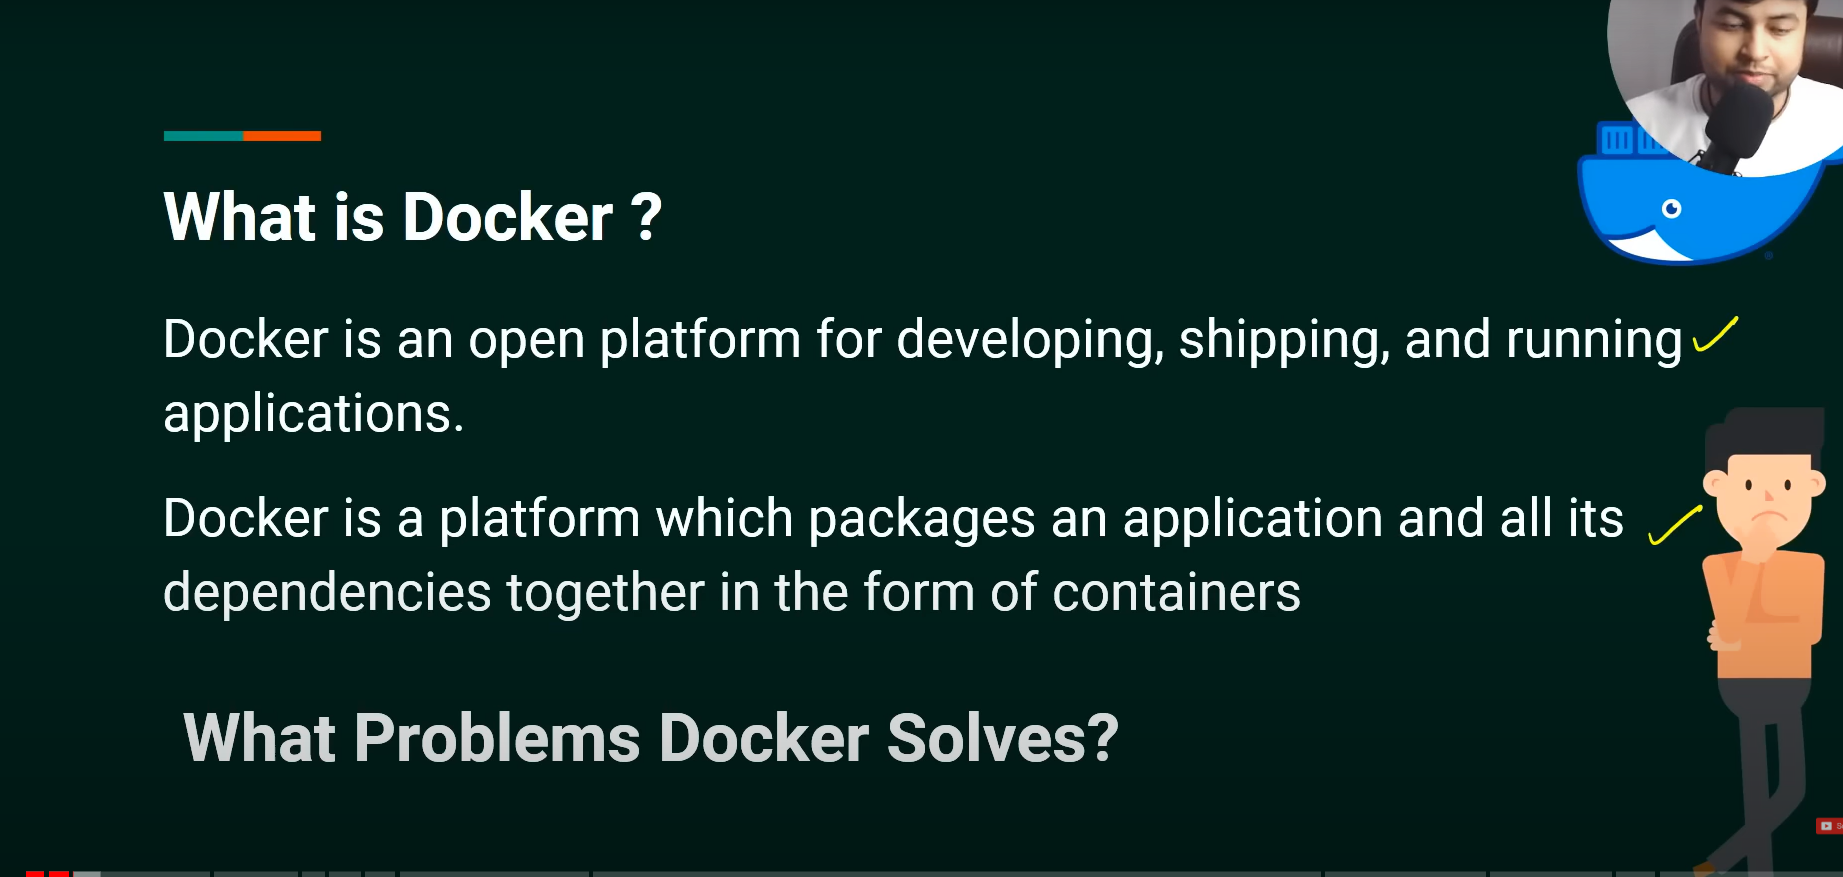 What is Docker ?
Docker is an open platform for developing, shipping, and running
applications.
Docker is a platform which packages an application and all its
dependencies together in the form of containers
What Problems Docker Solves?